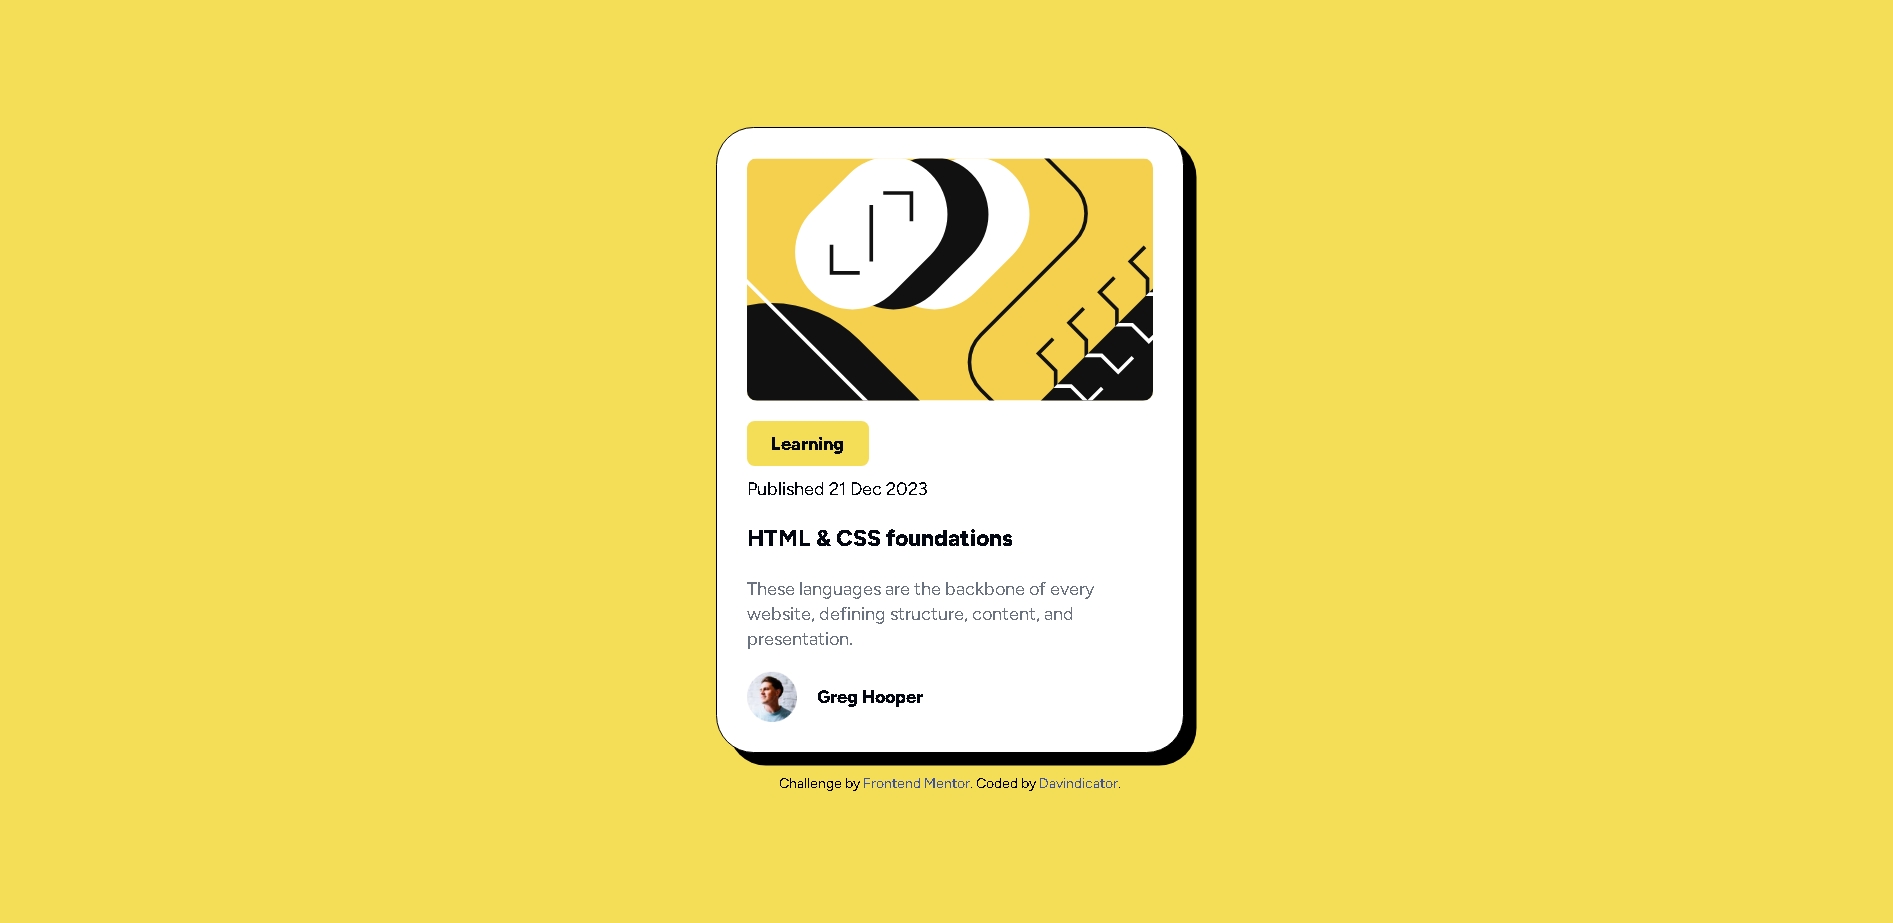 Learning
Published 21 Dec 2023
HTML & CSS foundations
These languages are the backbone of every
website, defining structure, content, and
presentation.
Greg Hooper
Challenge by Frontend Mentor. Coded by Davindicator.